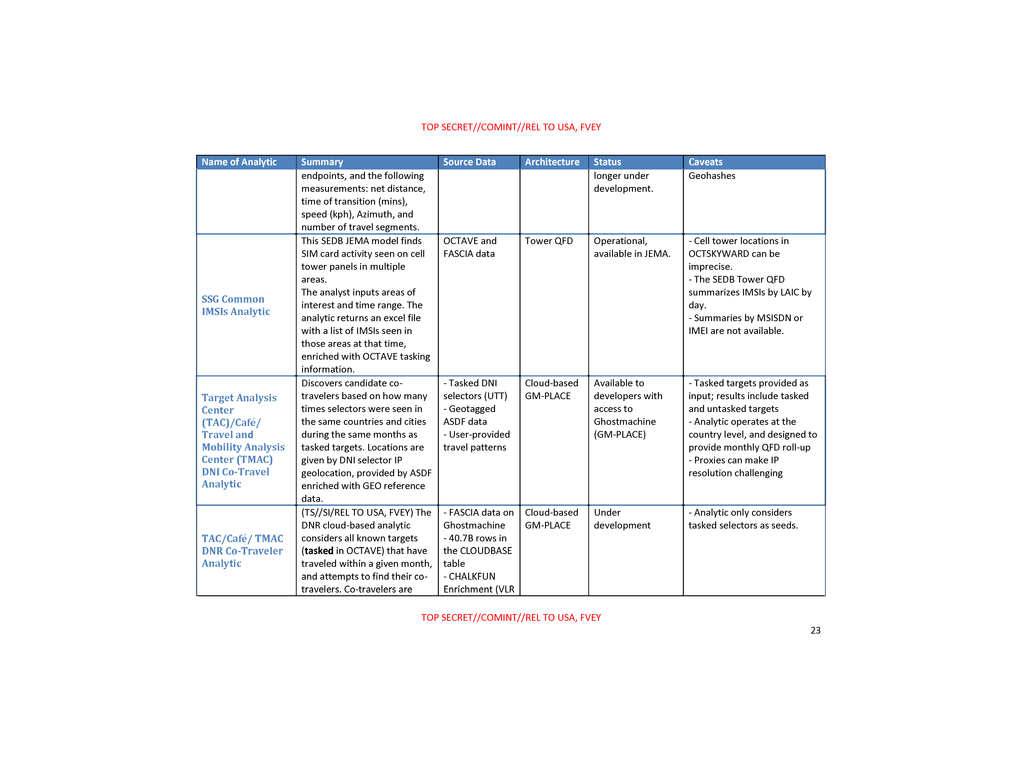 TOP SECRET//COMINT//REL TO USA, FVEY
Name of Analytic
Summary
Source Data
Architecture
Status
Caveats
endpoints, and the following
measurements: net distance,
time of transition (mins),
speed (kph), Azimuth, and
number of travel segments.
longer under
development.
Geohashes
SSG Common
IMSIs Analytic
This SEDB JEMA model finds
SIM card activity seen on cell
tower panels in multiple
areas.
The analyst inputs areas of
interest and time range. The
analytic returns an excel file
with a list of IMSIs seen in
those areas at that time,
enriched with OCTAVE tasking
information.
OCTAVE and
FASCIA data
Tower QFD
Operational,
available in JEMA.
- Cell tower locations in
OCTSKYWARD can be
imprecise.
- The SEDB Tower QFD
summarizes IMSIs by LAIC by
day.
- Summaries by MSISDN or
IMEI are not available.
Target Analysis
Center
(TAC)/Café/
Travel and
Mobility Analysis
Center (TMAC)
DNI Co-Travel
Analytic
Discovers candidate co-
travelers based on how many
times selectors were seen in
the same countries and cities
during the same months as
tasked targets. Locations are
given by DNI selector IP
geolocation, provided by ASDF
enriched with GEO reference
data.
- Tasked DNI
selectors (UTT)
- Geotagged
ASDF data
- User-provided
travel patterns
Cloud-based
GM-PLACE
Available to
developers with
access to
Ghostmachine
(GM-PLACE)
- Tasked targets provided as
input; results include tasked
and untasked targets
- Analytic operates at the
country level, and designed to
provide monthly QFD roll-up
- Proxies can make IP
resolution challenging
TAC/Café/ TMAC
DNR Co-Traveler
Analytic
(TS//SI/REL TO USA, FVEY) The
DNR cloud-based analytic
considers all known targets
(tasked in OCTAVE) that have
traveled within a given month,
and attempts to find their co-
travelers. Co-travelers are
- FASCIA data on
Ghostmachine
- 40.7B rows in
the CLOUDBASE
table
- CHALKFUN
Enrichment (VLR
Cloud-based
GM-PLACE
Under
development
- Analytic only considers
tasked selectors as seeds.
TOP SECRET//COMINT//REL TO USA, FVEY
23